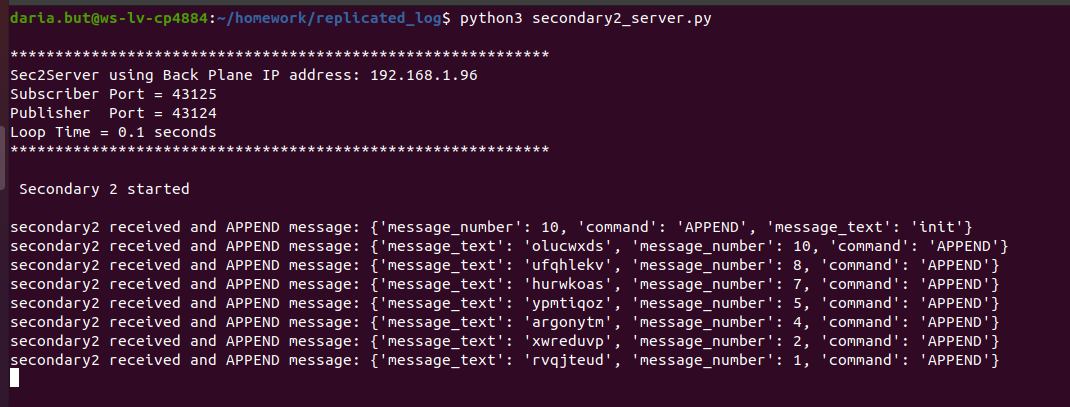 daria.but@ws-lv-cp4884:~/homework/replicated_log$ python3 secondary2_server.py
************************************************************
Sec2Server using Back Plane IP address: 192.168.1.96
Subscriber Port = 43125
Publisher  Port = 43124
Loop Time = 0.1 seconds
************************************************************
Secondary 2 started
secondary2 received and APPEND message: {'message_number': 10, 'command': 'APPEND', 'message_text': 'init'}
secondary2 received and APPEND message: {'message_text': 'olucwxds', 'message_number': 10, 'command': 'APPEND'}
secondary2 received and APPEND message: {'message_text': 'ufqhlekv', 'message_number': 8, 'command': 'APPEND'}
secondary2 received and APPEND message: {'message_text': 'hurwkoas', 'message_number': 7, 'command': 'APPEND'}
secondary2 received and APPEND message: {'message_text': 'ypmtiqoz', 'message_number': 5, 'command': 'APPEND'}
secondary2 received and APPEND message: {'message_text': 'argonytm', 'message_number': 4, 'command': 'APPEND'}
secondary2 received and APPEND message: {'message_text': 'xwreduvp', 'message_number': 2, 'command': 'APPEND'}
secondary2 received and APPEND message: {'message_text': 'rvqjteud', 'message_number': 1, 'command': 'APPEND'}